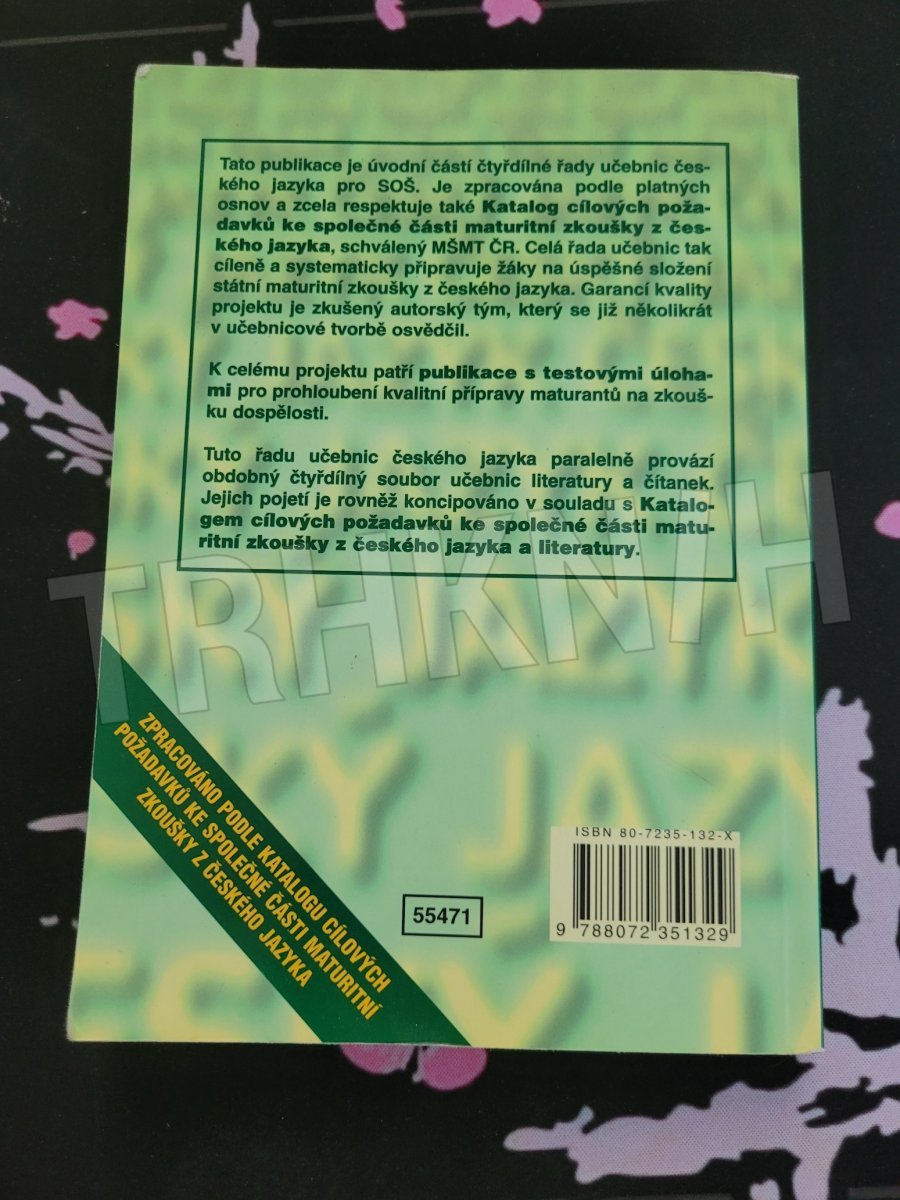 Tato publikace je úvodní částí čtyřdílné řady učebnic čes-
kého jazyka pro SOŠ. Je zpracována podle platných
osnov a zcela respektuje také Katalog cílových poža-
davků ke společné části maturitní zkoušky z čes-
kého jazyka, schválený MŠMT ČR. Celá řada učebnic tak
cíleně a systematicky připravuje žáky na úspěšné složení
státní maturitní zkoušky z českého jazyka. Garancí kvality
projektu je zkušený autorský tým, který se již několikrát
v učebnicové tvorbě osvědčil.
K celému projektu patří publikace s testovými úloha-
mi pro prohloubení kvalitní přípravy maturantů na zkouš-
ku dospělosti.
Tuto řadu učebnic českého jazyka paralelně provází
obdobný čtyřdílný soubor učebnic literatury a čítanek.
Jejich pojetí je rovněž koncipováno v souladu s Katalo-
gem cílových požadavků ke společné části matu-
ritní zkoušky z českého jazyka a literatury.
TRHKNIH
ZPRACOVÁNO PODLE KATALOGU CÍLOVÝCH
POŽADAVKŮ KE SPOLEČNÉ ČÁSTI MATURITNÍ
ZKOUŠKY Z ČESKÉHO JAZYKA
55471
ISBN 80-7235-132-X
9 788072 351329